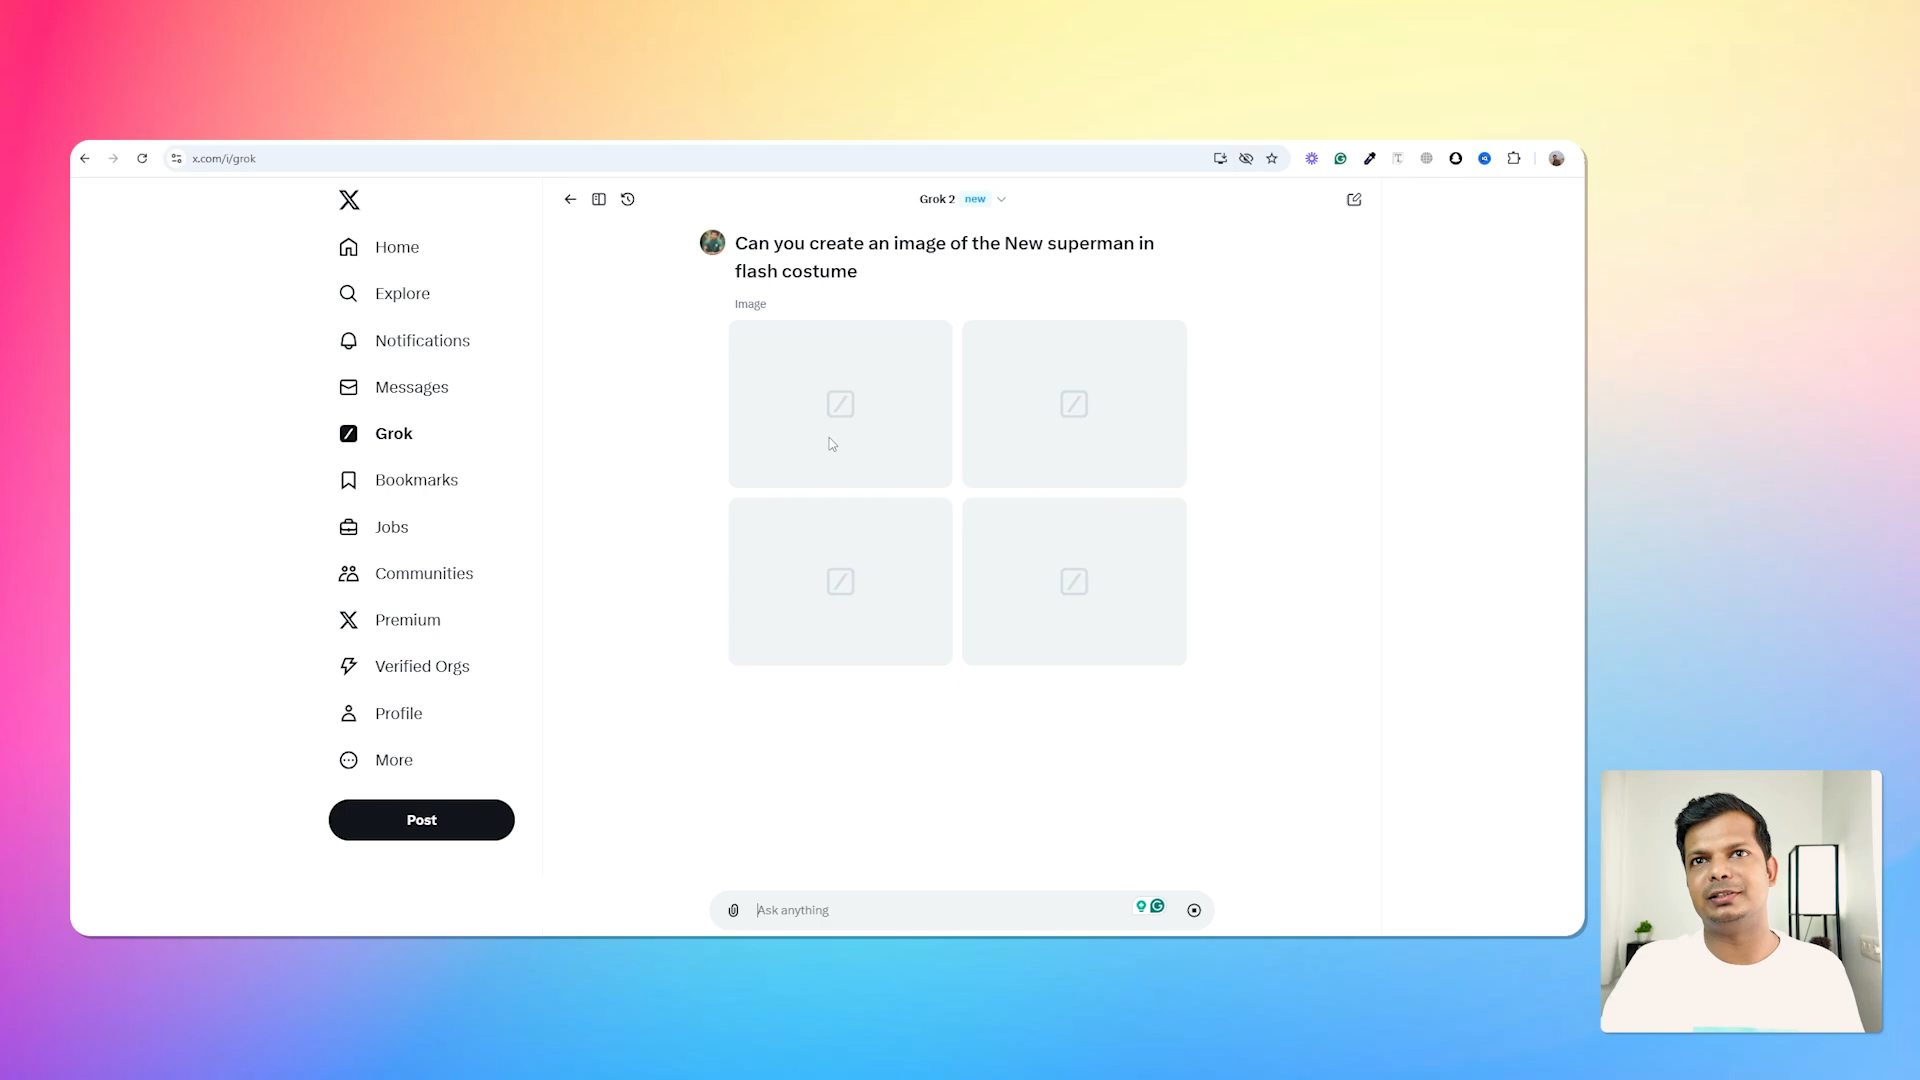 x.com/i/grok
Grok 2 new
Home
Explore
Notifications
Messages
Grok
Bookmarks
Jobs
Communities
Premium
Verified Orgs
Profile
More
Post
Can you create an image of the New superman in
flash costume
Image
Ask anything